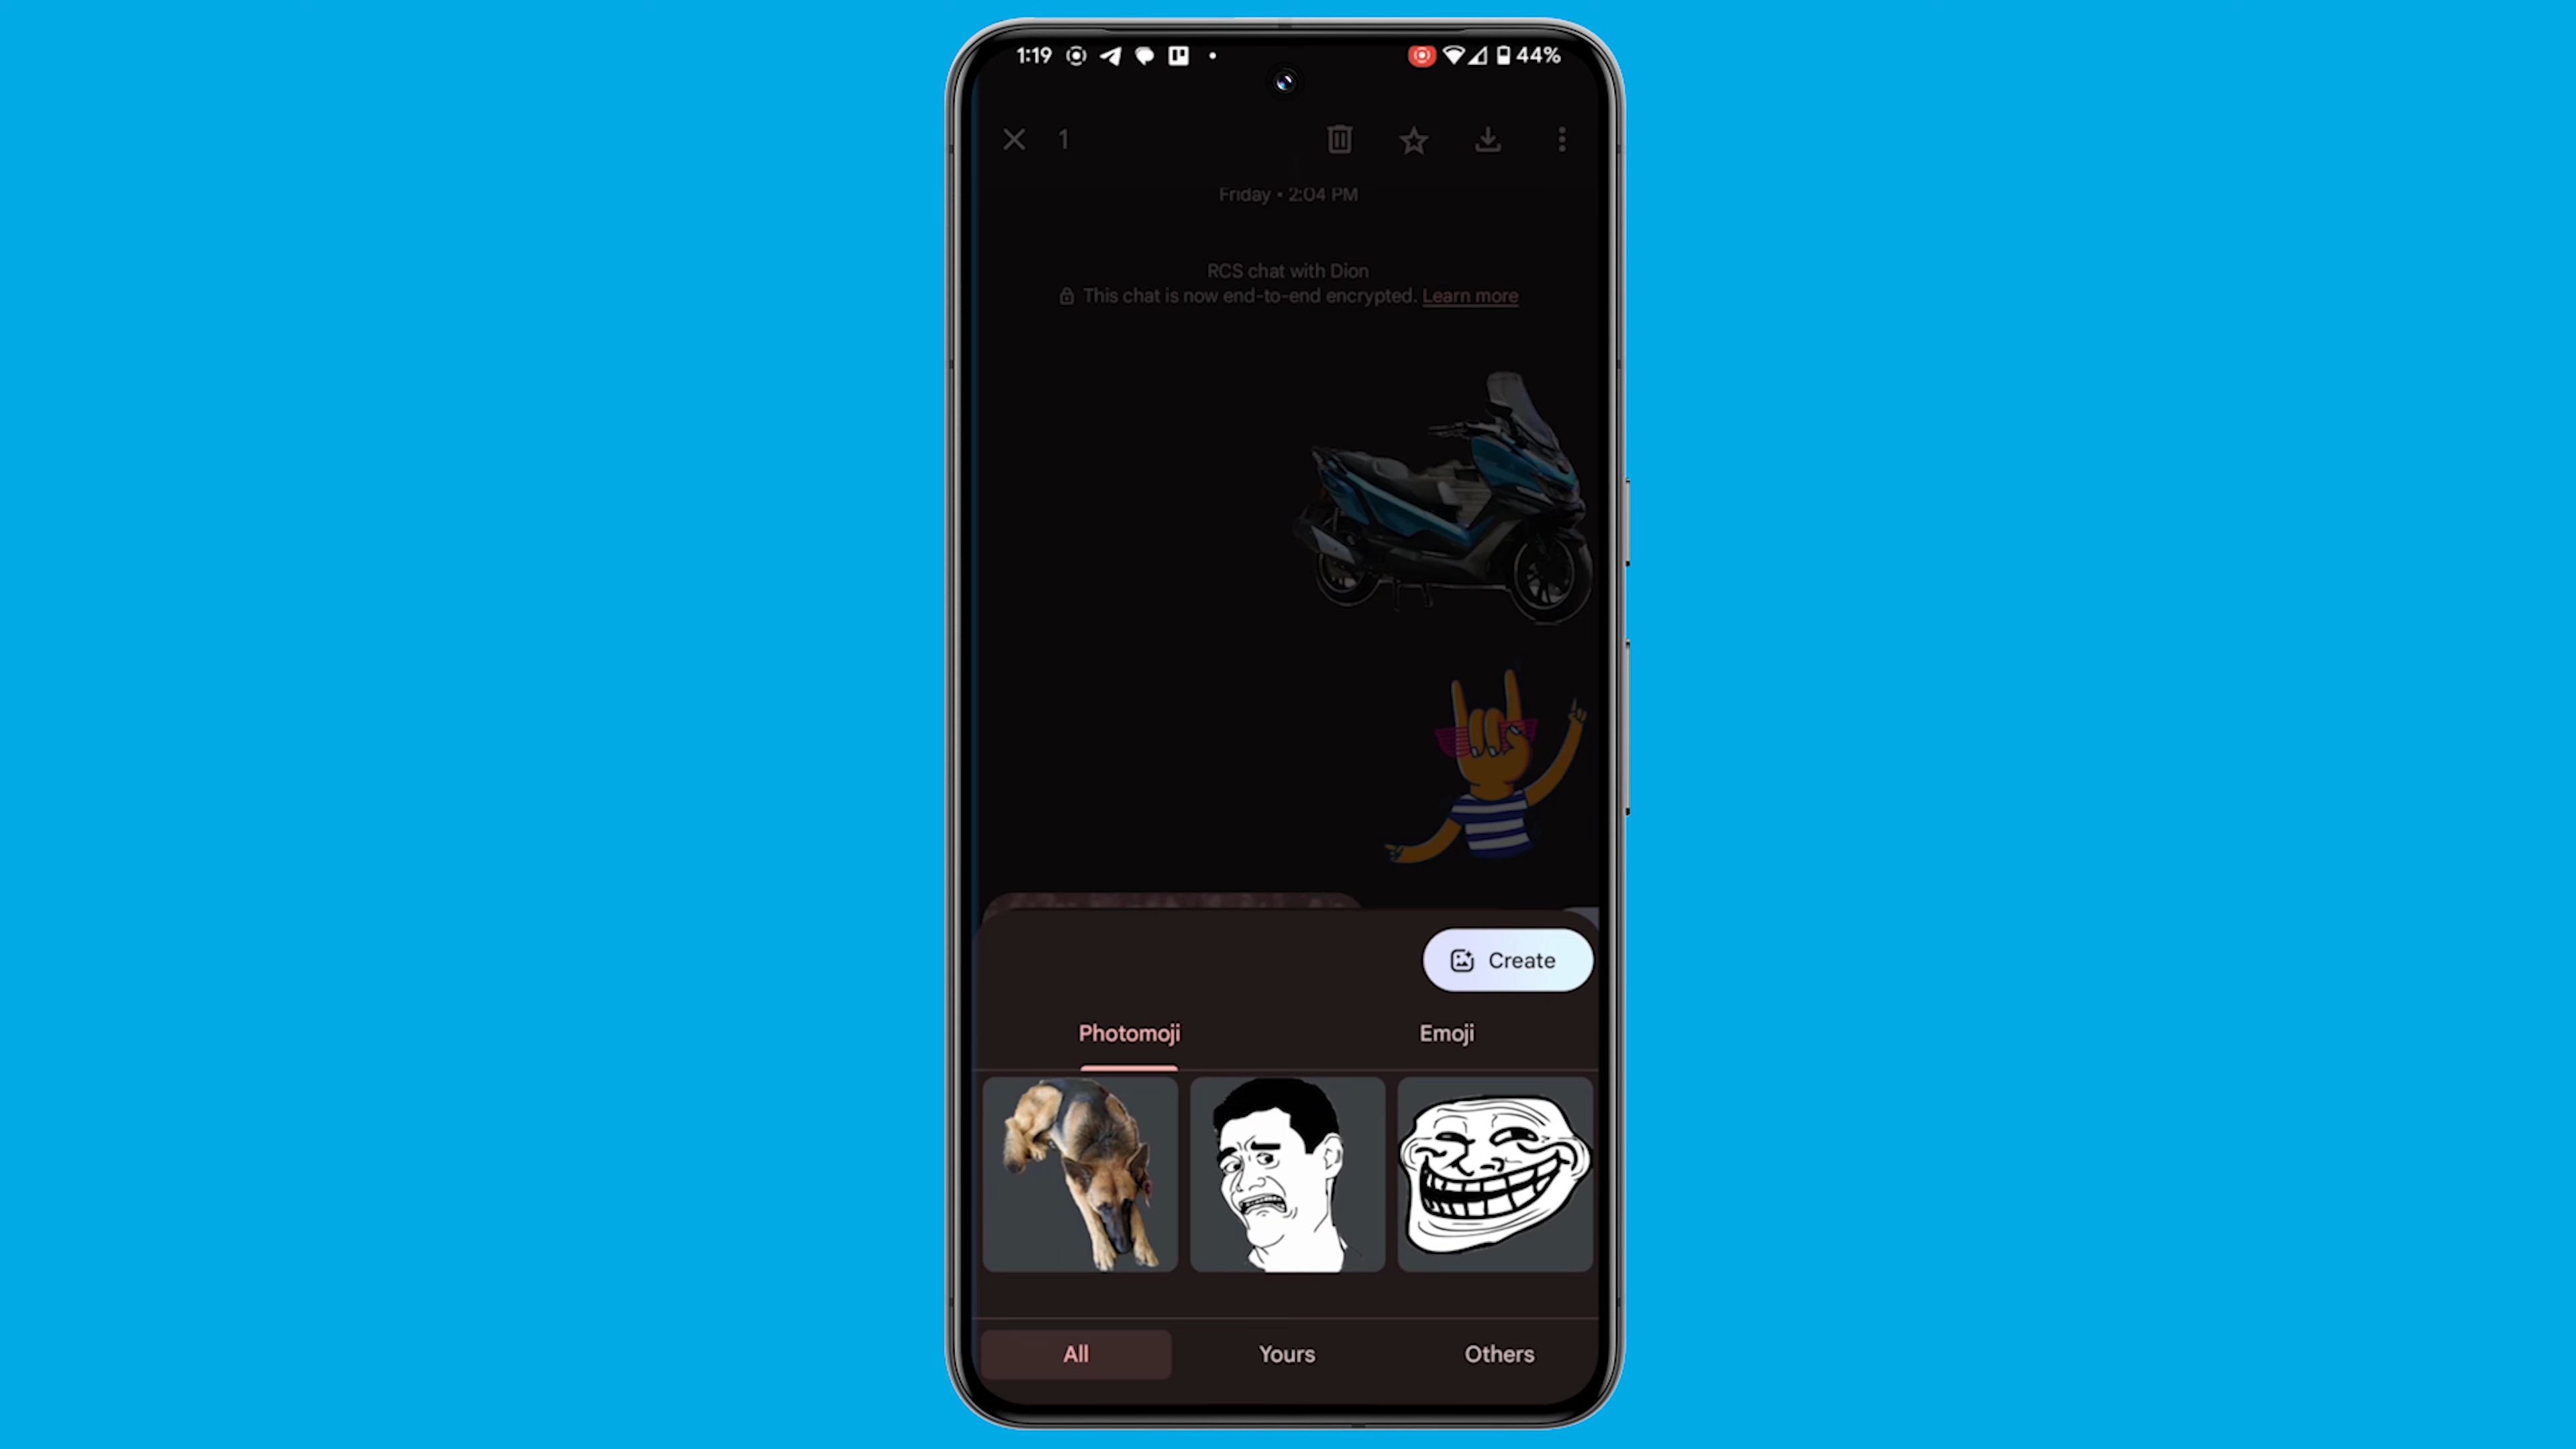 1:19
44%
1
Friday • 2:04 PM
RCS chat with Dion
This chat is now end-to-end encrypted. Learn more
Create
Photomoji
Emoji
All
Yours
Others